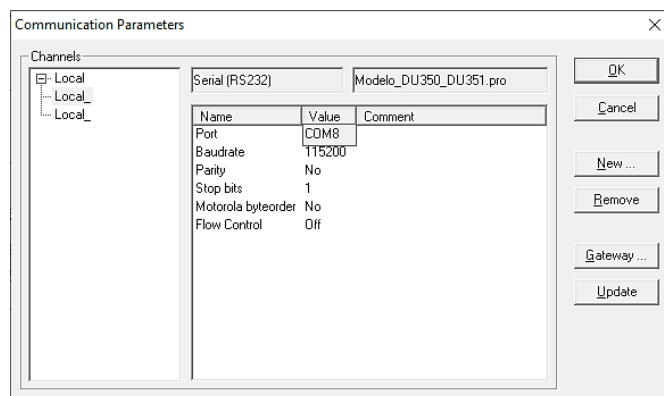 Communication Parameters
Channels
Local
Local_
Local_
Serial (RS232)
Modelo_DU350_DU351.pro
Name Value Comment
Port COM8
Baudrate 115200
Parity No
Stop bits 1
Motorola byteorder No
Flow Control Off
OK
Cancel
New ...
Remove
Gateway ...
Update